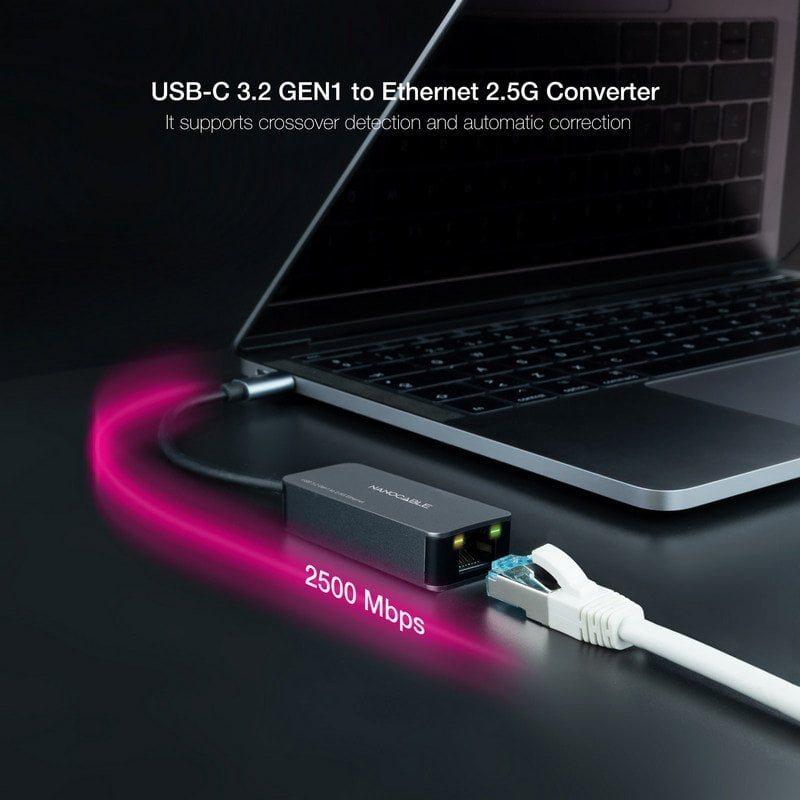 USB-C 3.2 GEN1 to Ethernet 2.5G Converter
It supports crossover detection and automatic correction
NANOCABLE
2500 Mbps